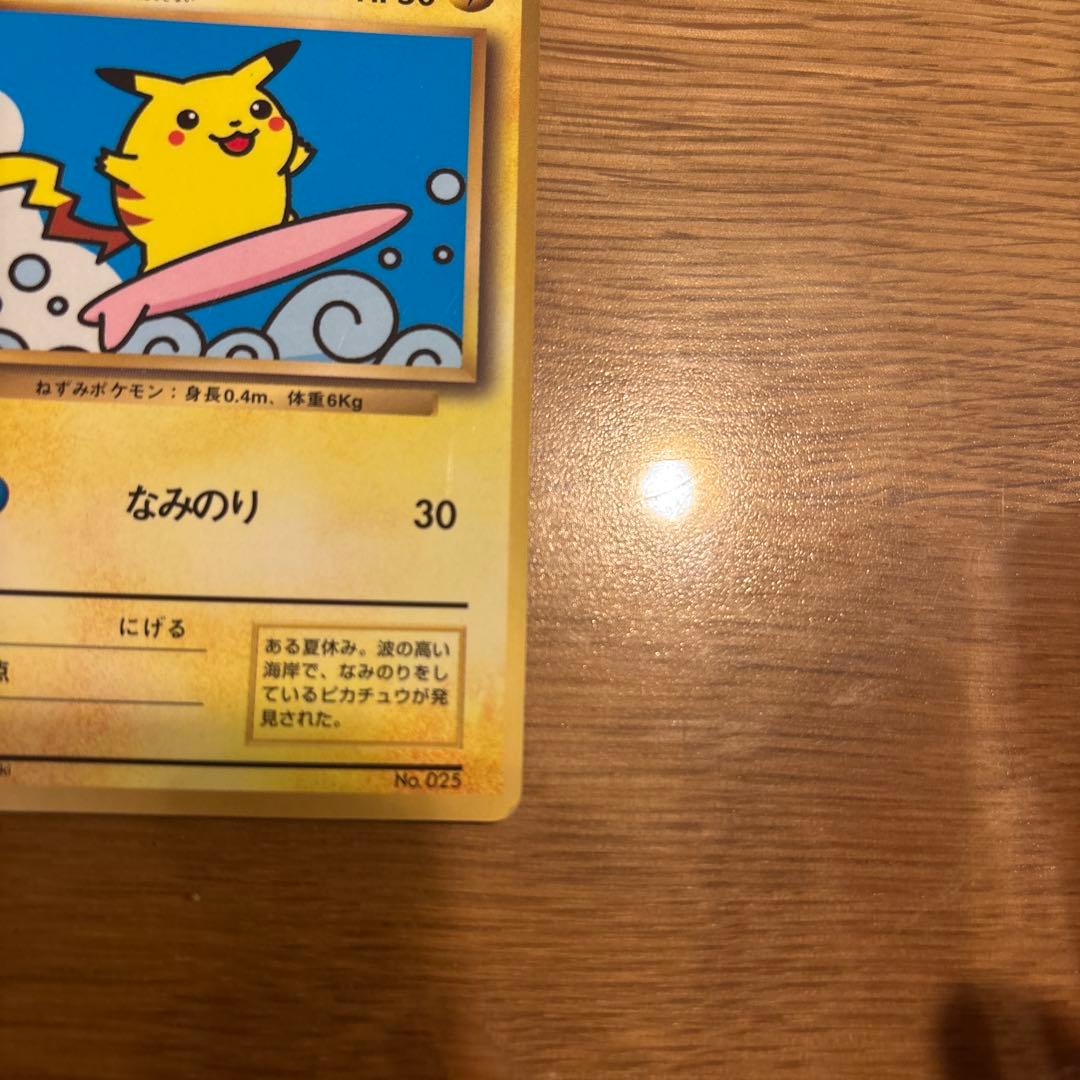 ねずみポケモン：身長0.4m、体重6Kg
なみのり 30
にげる
点
ある夏休み。波の高い
海岸で、なみのりをし
ているピカチュウが発
見された。
ki
No. 025